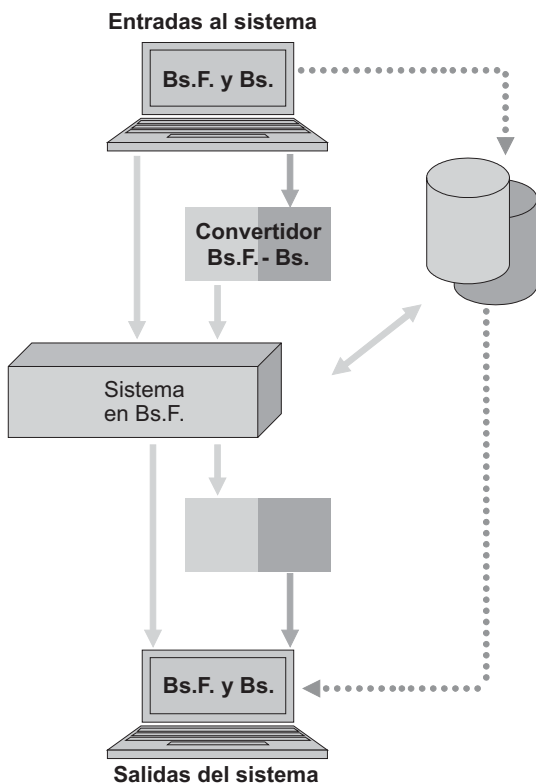 Entradas al sistema
Bs.F. y Bs.
Convertidor
Bs.F.- Bs.
Sistema
en Bs.F.
Bs.F. y Bs.
Salidas del sistema